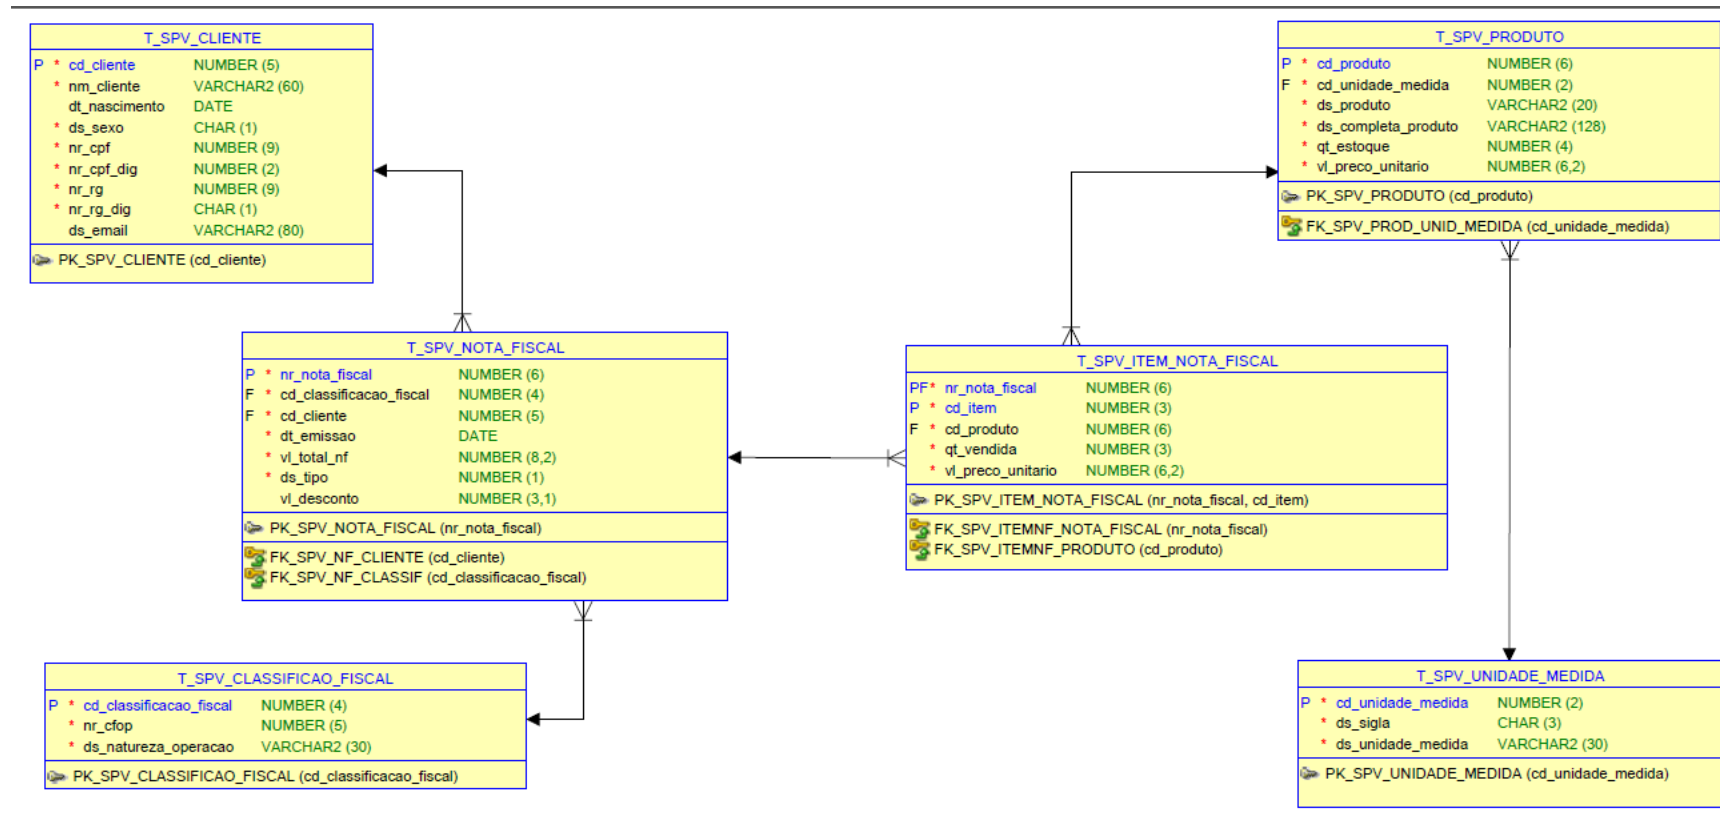 T_SPV_CLIENTE
P * cd_cliente NUMBER (5)
* nm_cliente VARCHAR2 (60)
dt_nascimento DATE
* ds_sexo CHAR (1)
* nr_cpf NUMBER (9)
* nr_cpf_dig NUMBER (2)
* nr_rg NUMBER (9)
* nr_rg_dig CHAR (1)
ds_email VARCHAR2 (80)
PK_SPV_CLIENTE (cd_cliente)
T_SPV_PRODUTO
P * cd_produto NUMBER (6)
F * cd_unidade_medida NUMBER (2)
* ds_produto VARCHAR2 (20)
* ds_completa_produto VARCHAR2 (128)
* qt_estoque NUMBER (4)
* vl_preco_unitario NUMBER (6,2)
PK_SPV_PRODUTO (cd_produto)
FK_SPV_PROD_UNID_MEDIDA (cd_unidade_medida)
T_SPV_NOTA_FISCAL
P * nr_nota_fiscal NUMBER (6)
F * cd_classificacao_fiscal NUMBER (4)
F * cd_cliente NUMBER (5)
* dt_emissao DATE
* vl_total_nf NUMBER (8,2)
* ds_tipo NUMBER (1)
vl_desconto NUMBER (3,1)
PK_SPV_NOTA_FISCAL (nr_nota_fiscal)
FK_SPV_NF_CLIENTE (cd_cliente)
FK_SPV_NF_CLASSIF (cd_classificacao_fiscal)
T_SPV_ITEM_NOTA_FISCAL
PF* nr_nota_fiscal NUMBER (6)
P * cd_item NUMBER (3)
F * cd_produto NUMBER (6)
* qt_vendida NUMBER (3)
* vl_preco_unitario NUMBER (6,2)
PK_SPV_ITEM_NOTA_FISCAL (nr_nota_fiscal, cd_item)
FK_SPV_ITEMNF_NOTA_FISCAL (nr_nota_fiscal)
FK_SPV_ITEMNF_PRODUTO (cd_produto)
T_SPV_CLASSIFICAO_FISCAL
P * cd_classificacao_fiscal NUMBER (4)
* nr_cfop NUMBER (5)
* ds_natureza_operacao VARCHAR2 (30)
PK_SPV_CLASSIFICAO_FISCAL (cd_classificacao_fiscal)
T_SPV_UNIDADE_MEDIDA
P * cd_unidade_medida NUMBER (2)
* ds_sigla CHAR (3)
* ds_unidade_medida VARCHAR2 (30)
PK_SPV_UNIDADE_MEDIDA (cd_unidade_medida)